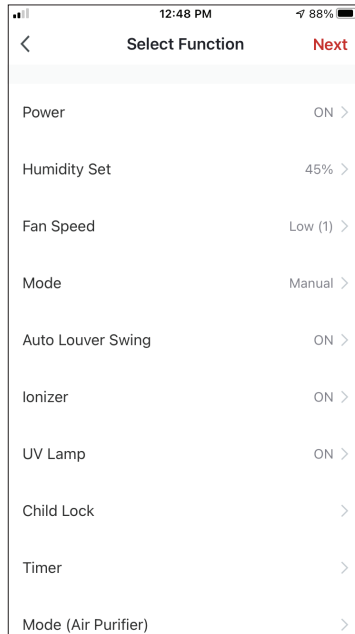 12:48 PM 88%
Select Function Next
Power ON
Humidity Set 45%
Fan Speed Low (1)
Mode Manual
Auto Louver Swing ON
Ionizer ON
UV Lamp ON
Child Lock
Timer
Mode (Air Purifier)